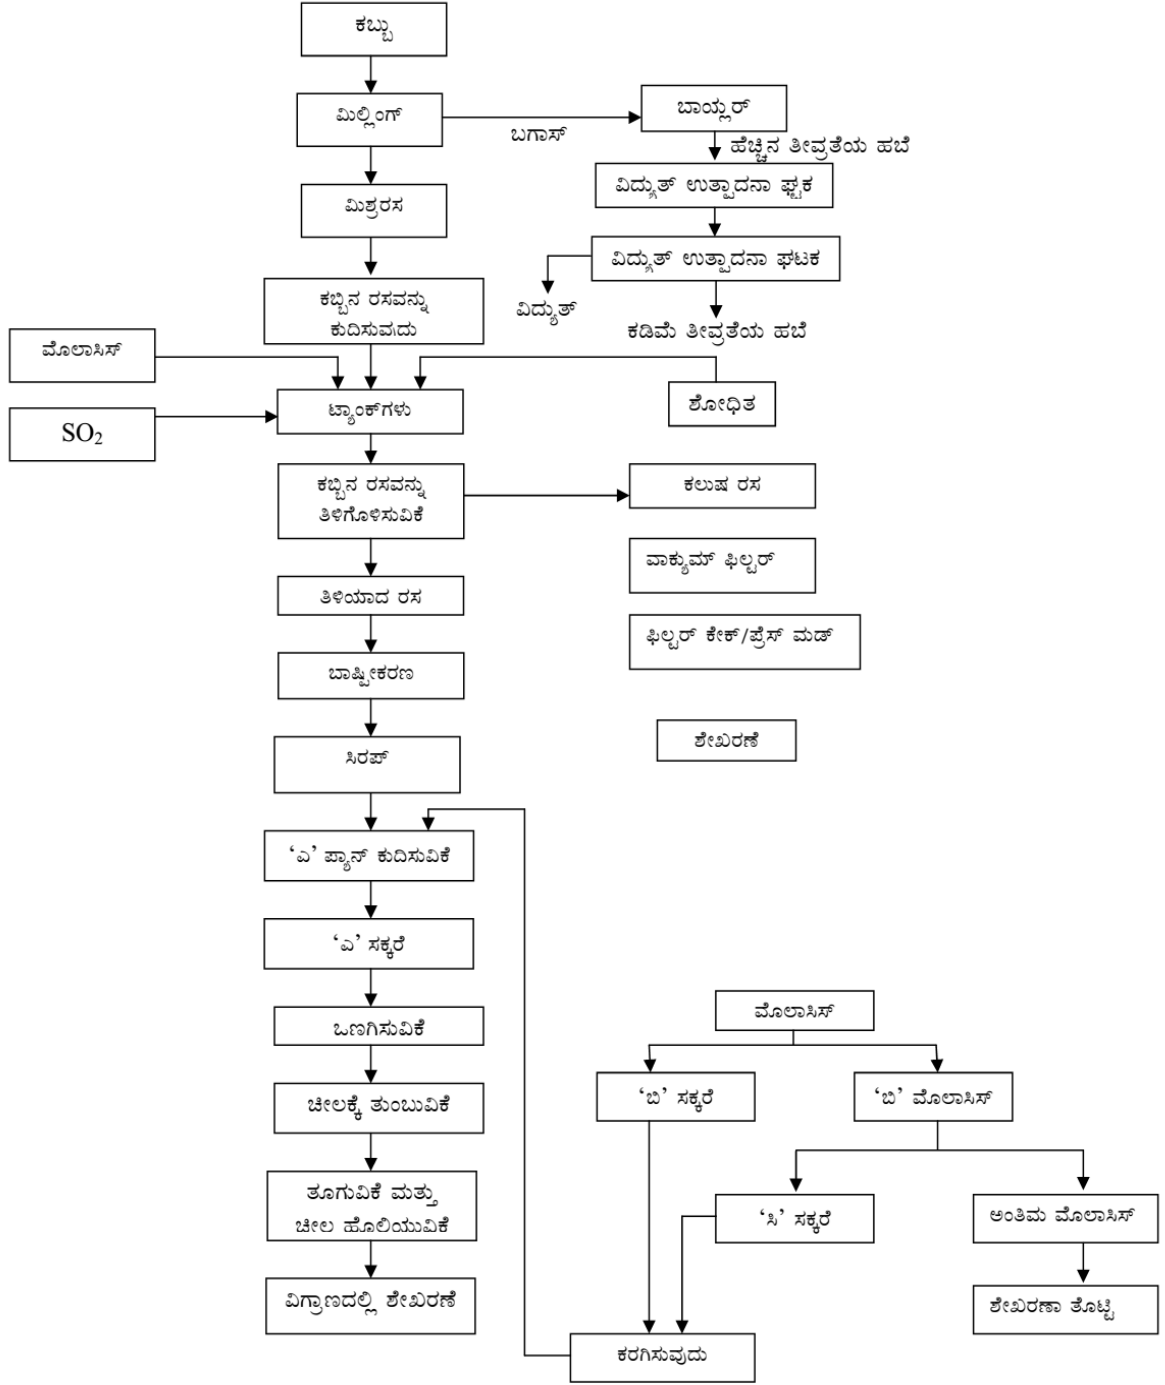 ಕಬ್ಬು
ಮಿಲ್ಲಿಂಗ್
ಬಗಾಸ್
ಬಾಯ್ಲರ್
ಹೆಚ್ಚಿನ ತೀವ್ರತೆಯ ಹಬೆ
ವಿದ್ಯುತ್ ಉತ್ಪಾದನಾ ಘಟಕ
ಮಿಶ್ರರಸ
ವಿದ್ಯುತ್ ಉತ್ಪಾದನಾ ಘಟಕ
ವಿದ್ಯುತ್
ಕಡಿಮೆ ತೀವ್ರತೆಯ ಹಬೆ
ಕಬ್ಬಿನ ರಸವನ್ನು
ಕುದಿಸುವುದು
ಮೊಲಾಸಿಸ್
SO2
ಟ್ಯಾಂಕ್‌ಗಳು
ಶೋಧಿತ
ಕಬ್ಬಿನ ರಸವನ್ನು
ತಿಳಿಗೊಳಿಸುವಿಕೆ
ಕಲುಷ ರಸ
ವಾಕ್ಯುಮ್ ಫಿಲ್ಟರ್
ತಿಳಿಯಾದ ರಸ
ಫಿಲ್ಟರ್ ಕೇಕ್/ಪ್ರೆಸ್ ಮಡ್
ಬಾಷ್ಪೀಕರಣ
ಶೇಖರಣೆ
ಸಿರಪ್
‘ಎ’ ಪ್ಯಾನ್ ಕುದಿಸುವಿಕೆ
‘ಎ’ ಸಕ್ಕರೆ
ಒಣಗಿಸುವಿಕೆ
ಚೀಲಕ್ಕೆ ತುಂಬುವಿಕೆ
ತೂಗುವಿಕೆ ಮತ್ತು
ಚೀಲ ಹೊಲಿಯುವಿಕೆ
ವಿಗ್ರಾಣದಲ್ಲಿ ಶೇಖರಣೆ
ಮೊಲಾಸಿಸ್
‘ಬಿ’ ಸಕ್ಕರೆ
‘ಬಿ’ ಮೊಲಾಸಿಸ್
‘ಸಿ’ ಸಕ್ಕರೆ
ಅಂತಿಮ ಮೊಲಾಸಿಸ್
ಶೇಖರಣಾ ತೊಟ್ಟಿ
ಕರಗಿಸುವುದು